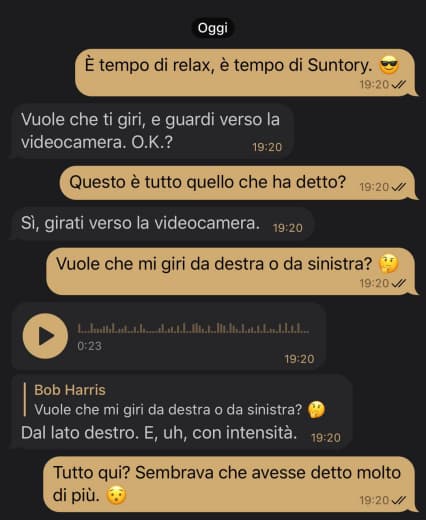 Oggi
È tempo di relax, è tempo di Suntory. 😎
19:20
Vuole che ti giri, e guardi verso la
videocamera. O.K.?
19:20
Questo è tutto quello che ha detto?
19:20
Sì, girati verso la videocamera.
19:20
Vuole che mi giri da destra o da sinistra? 🤔
19:20
0:23
19:20
Bob Harris
Vuole che mi giri da destra o da sinistra? 🤔
Dal lato destro. E, uh, con intensità.
19:20
Tutto qui? Sembrava che avesse detto molto
di più. 😯
19:20